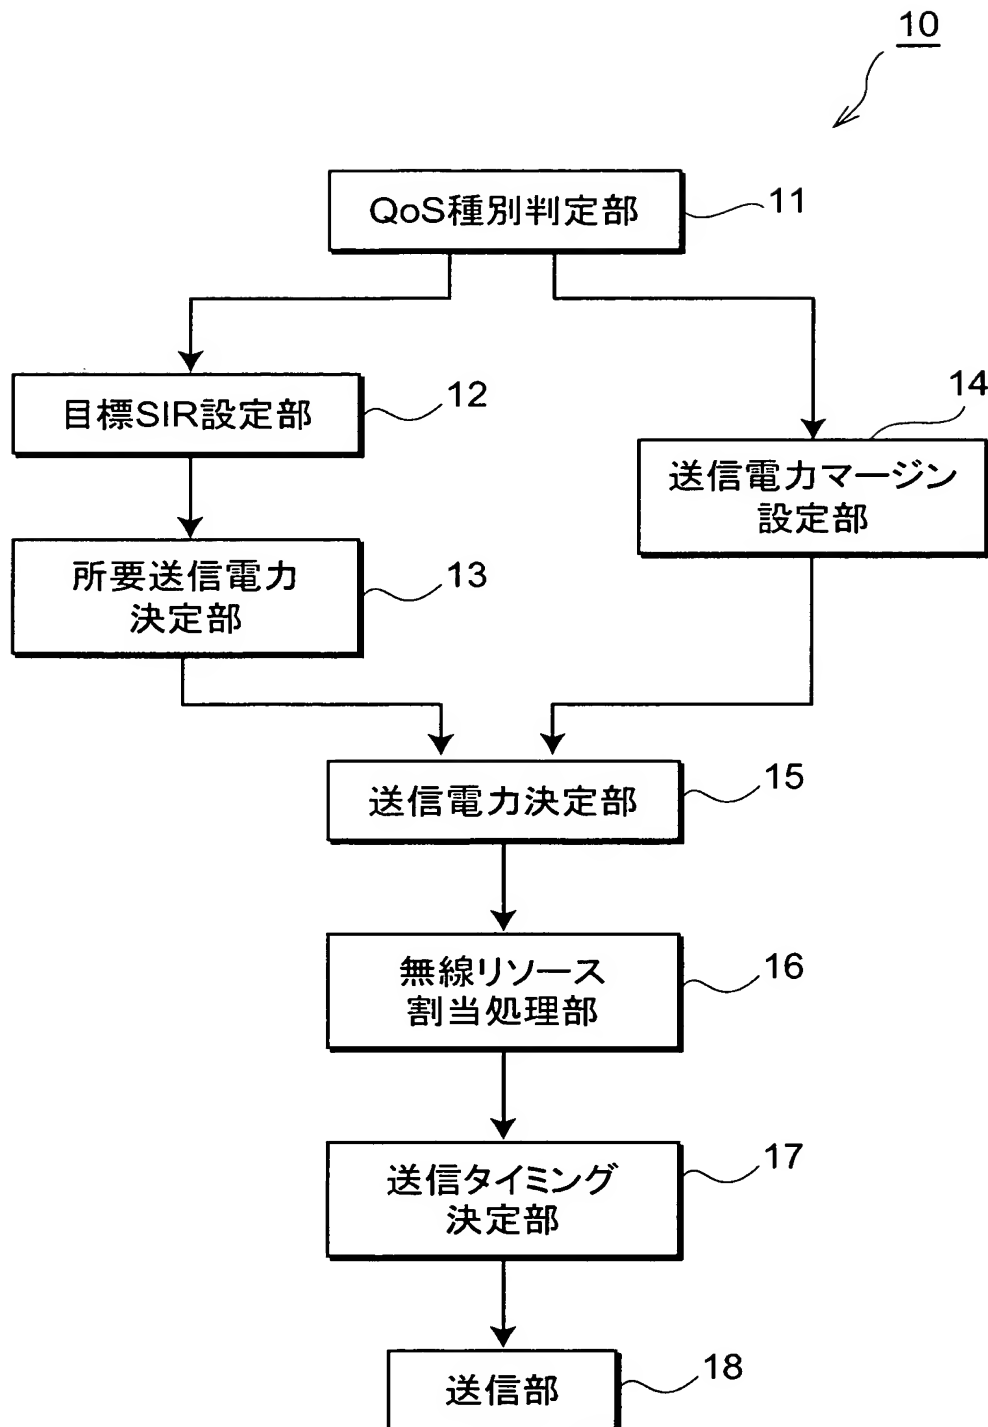 10
QoS種別判定部
11
目標SIR設定部
12
14
送信電力マージン
設定部
所要送信電力
決定部
13
送信電力決定部
15
無線リソース
割当処理部
16
送信タイミング
決定部
17
送信部
18